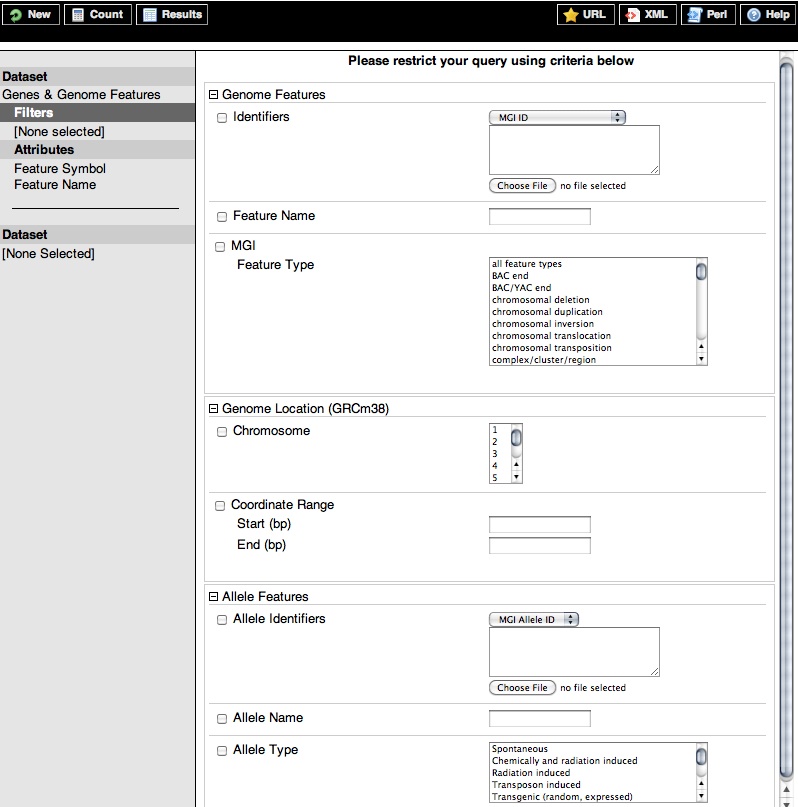 New Count Results URL XML Perl Help
Please restrict your query using criteria below
Dataset
Genes & Genome Features
Filters
[None selected]
Attributes
Feature Symbol
Feature Name
Dataset
[None Selected]
Genome Features
Identifiers MGI ID
Choose File no file selected
Feature Name
MGI
Feature Type
all feature types
BAC end
BAC/YAC end
chromosomal deletion
chromosomal duplication
chromosomal inversion
chromosomal translocation
chromosomal transposition
complex/cluster/region
Genome Location (GRCm38)
Chromosome
1
2
3
4
5
Coordinate Range
Start (bp)
End (bp)
Allele Features
Allele Identifiers MGI Allele ID
Choose File no file selected
Allele Name
Allele Type
Spontaneous
Chemically and radiation induced
Radiation induced
Transposon induced
Transgenic (random, expressed)